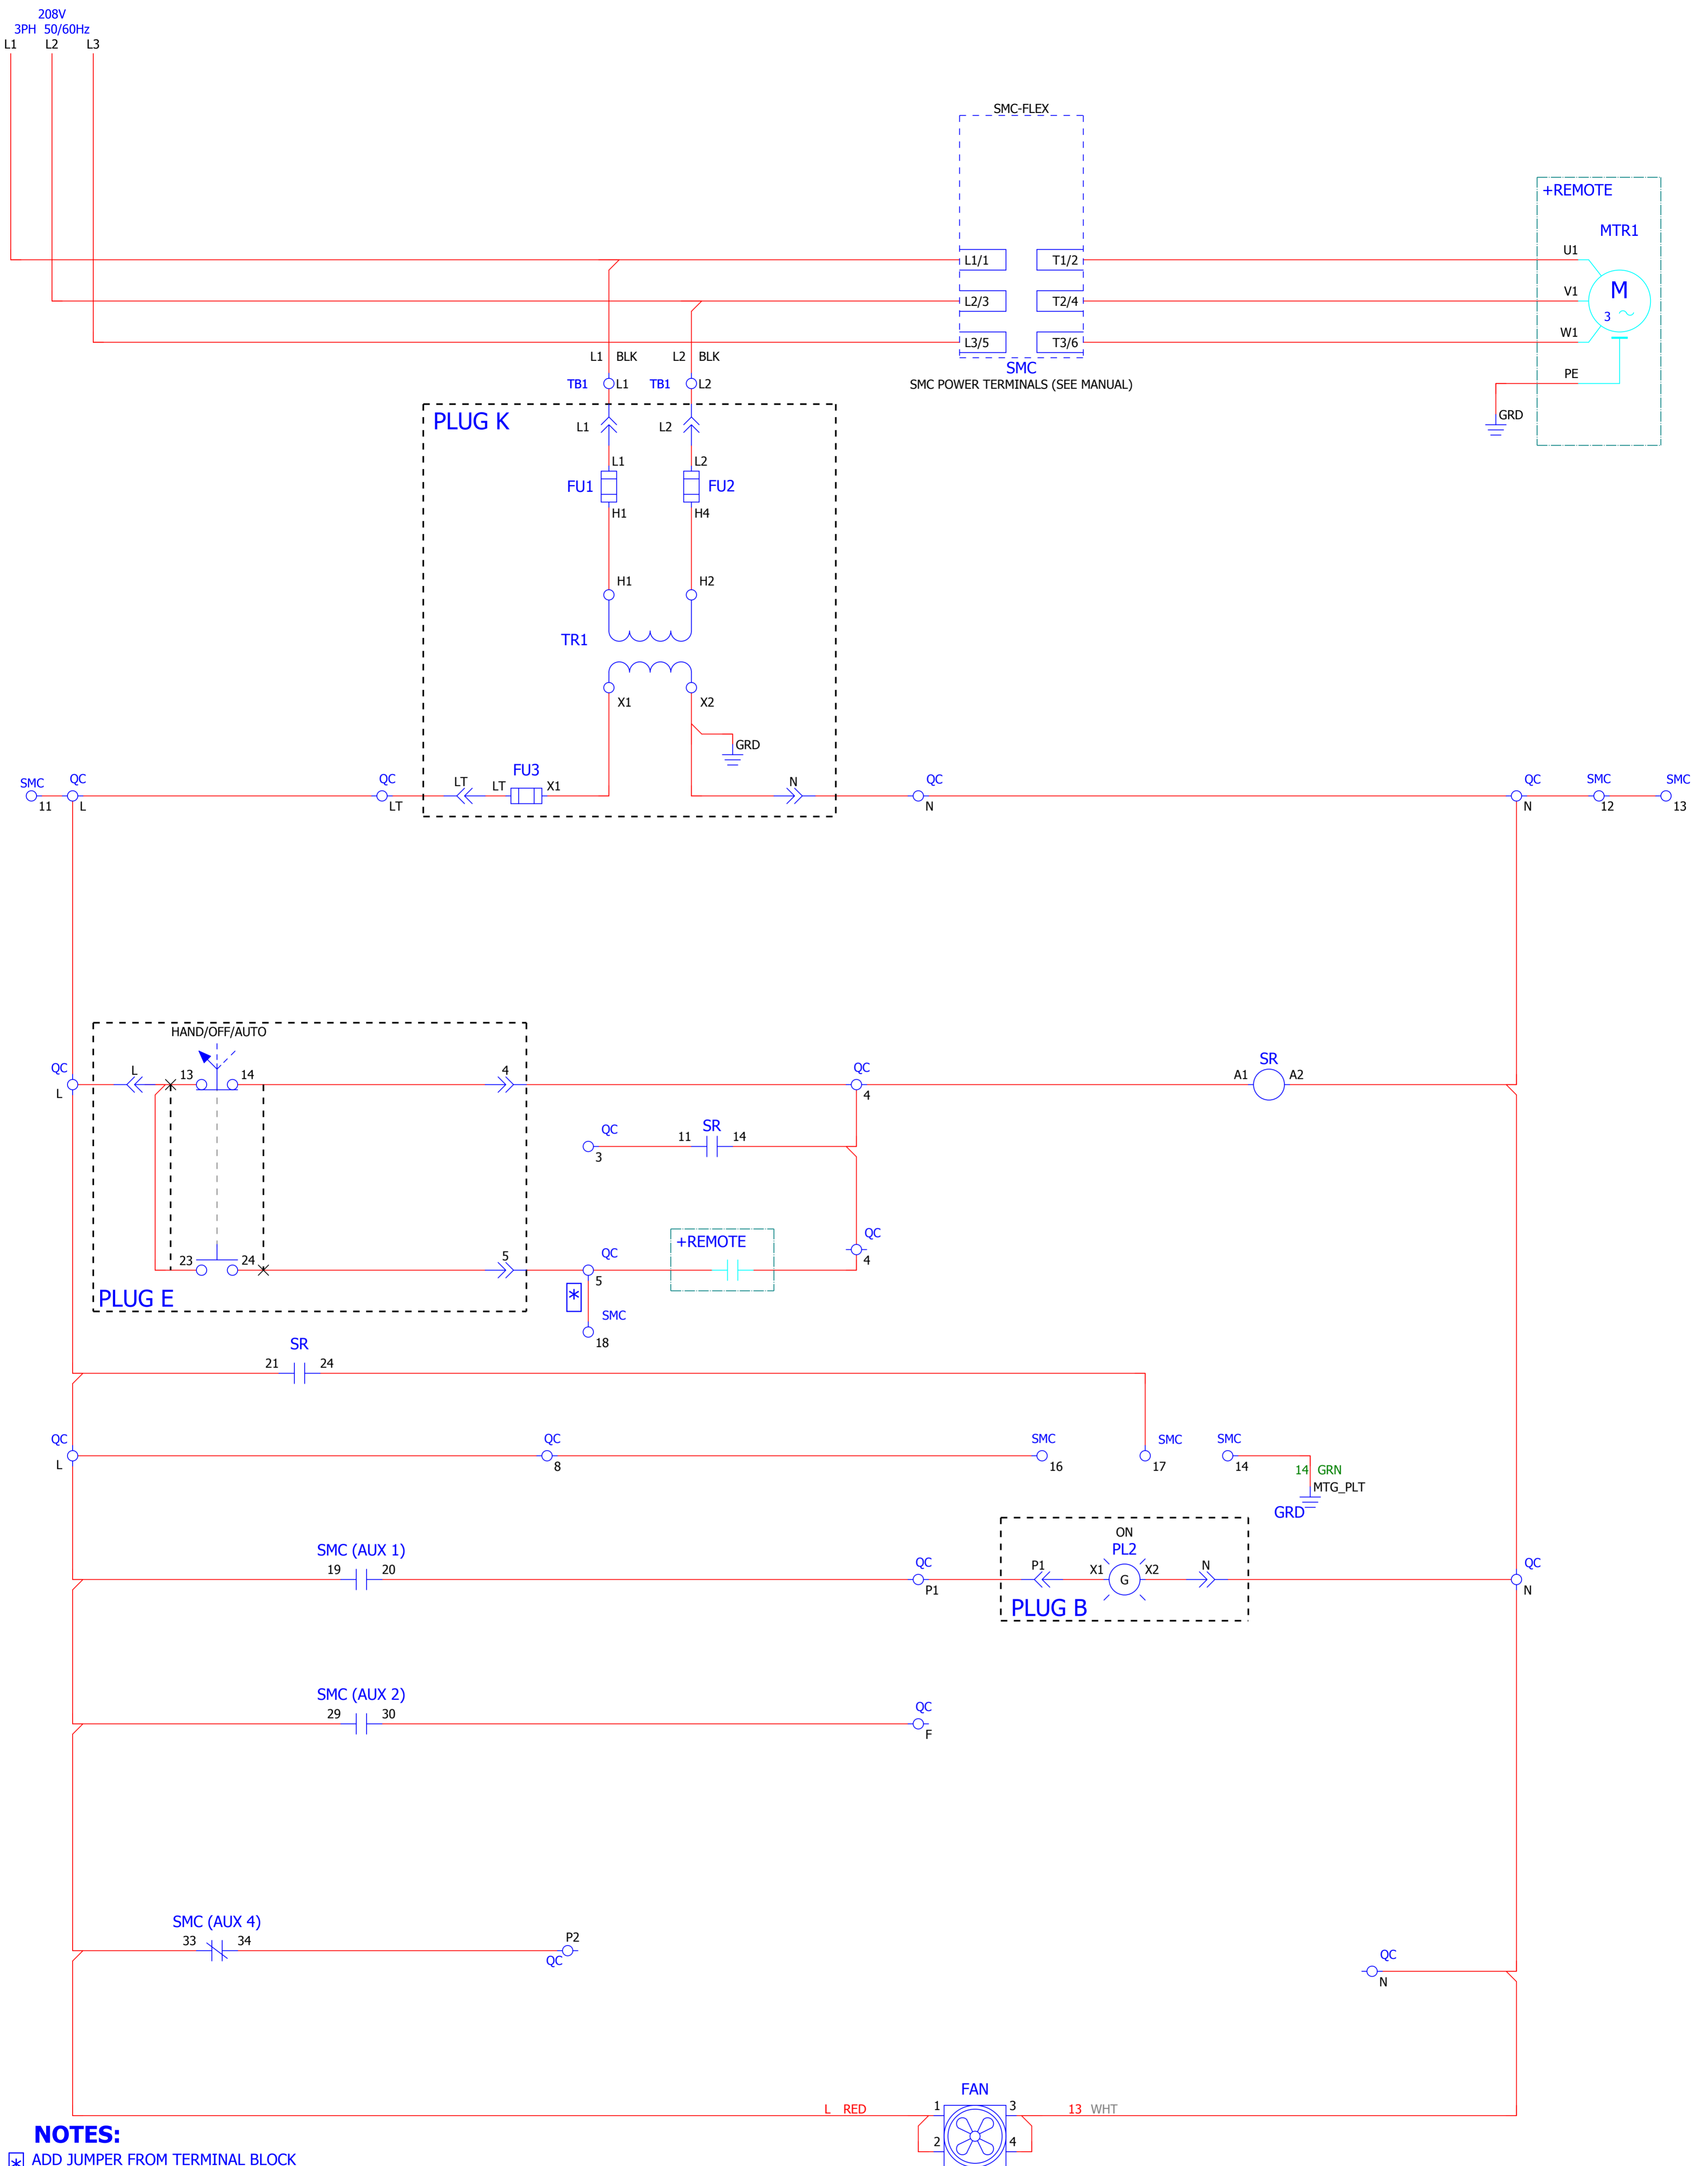 208V
3PH 50/60Hz
L1 L2 L3
SMC-FLEX
+REMOTE
MTR1
L1/1 T1/2 U1
L2/3 T2/4 V1 M
3
L3/5 T3/6 W1
L1 BLK L2 BLK
SMC
SMC POWER TERMINALS (SEE MANUAL)
PE
TB1 L1 TB1 L2
GRD
PLUG K
L1 L2
L1 L2
FU1 FU2
H1 H4
H1 H2
TR1
X1 X2
GRD
SMC QC QC LT LT FU3 X1 N QC QC SMC SMC
11 L LT N N 12 13
HAND/OFF/AUTO
QC L 13 14 4 QC A1 SR A2
L 4
QC 11 SR 14
3
+REMOTE
QC
23 24 5 QC 4
5
PLUG E
*
SMC
18
SR
21 24
QC QC SMC SMC SMC
L 8 16 17 14
14 GRN
MTG_PLT
GRD
ON
SMC (AUX 1) PL2
19 20 QC P1 X1 G X2 N QC
P1 N
PLUG B
SMC (AUX 2)
29 30 QC
F
SMC (AUX 4)
33 34 P2
QC
QC
N
FAN
L RED 1 3 13 WHT
2 4
NOTES:
* ADD JUMPER FROM TERMINAL BLOCK